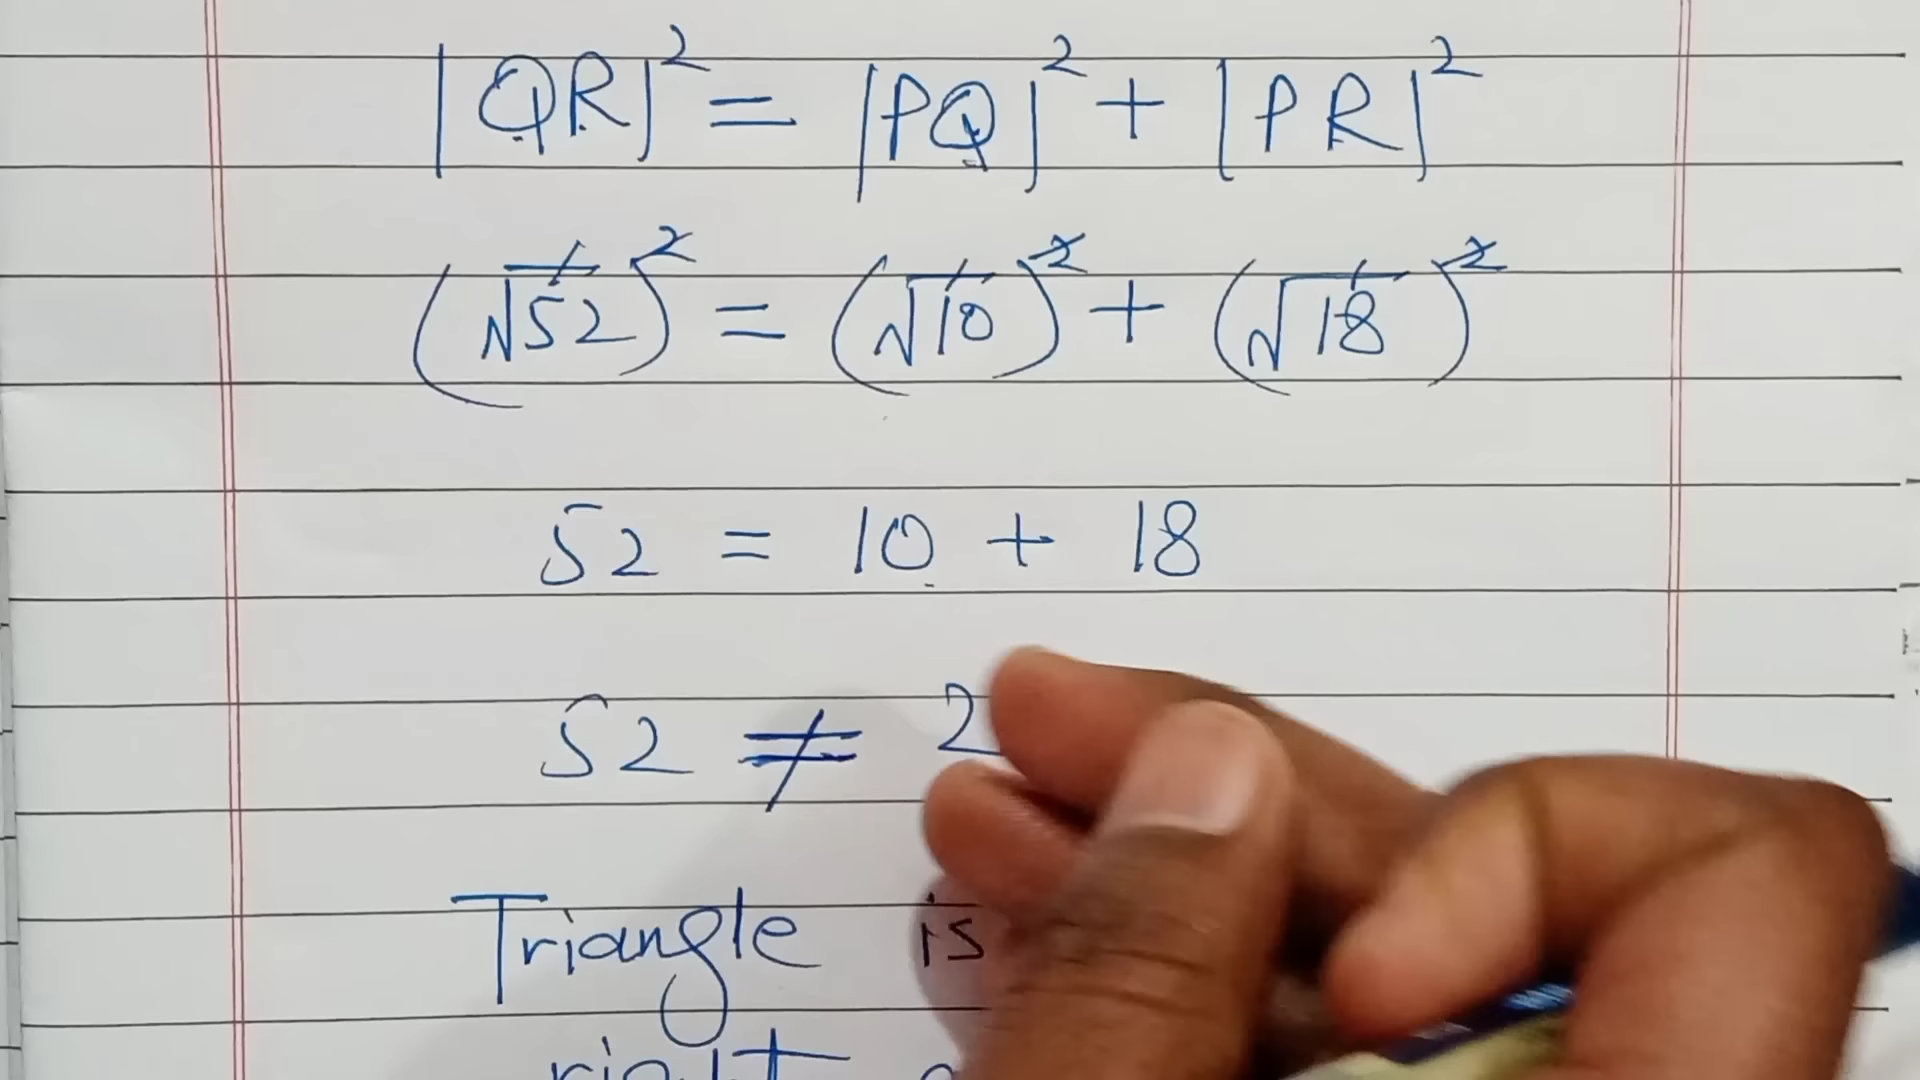 |QR|² = |PQ|² + |PR|²
(√52)² = (√10)² + (√18)²
52 = 10 + 18
52 ≠ 2
Triangle is
right